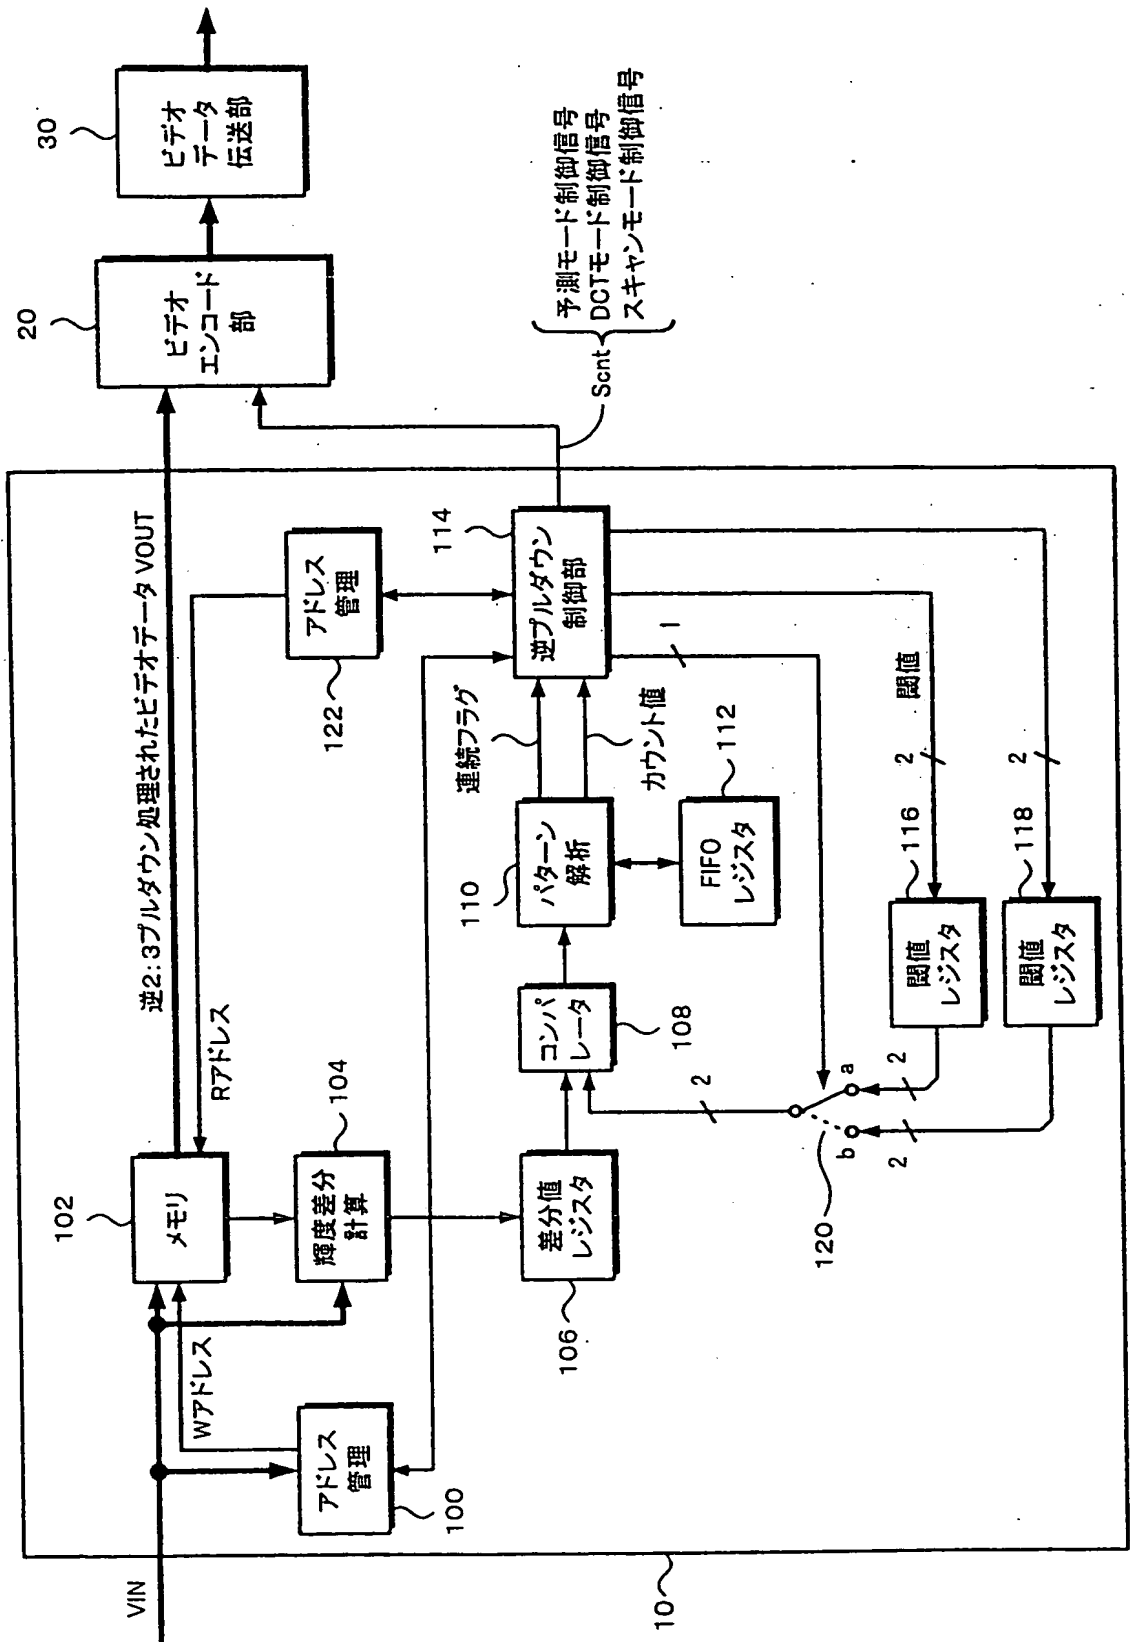 VIN
10
アドレス
管理
100
Wアドレス
メモリ
102
Rアドレス
輝度差分
計算
104
差分値
レジスタ
106
コンパ
レータ
108
パターン
解析
110
FIFO
レジスタ
112
連続フラグ
カウント値
逆プルダウン
制御部
114
アドレス
管理
122
逆2:3プルダウン処理されたビデオデータ VOUT
1
2
a
b
120
2
2
閾値
2
2
閾値
レジスタ
116
閾値
レジスタ
118
Scnt
予測モード制御信号
DCTモード制御信号
スキャンモード制御信号
ビデオ
エンコード
部
20
ビデオ
データ
伝送部
30